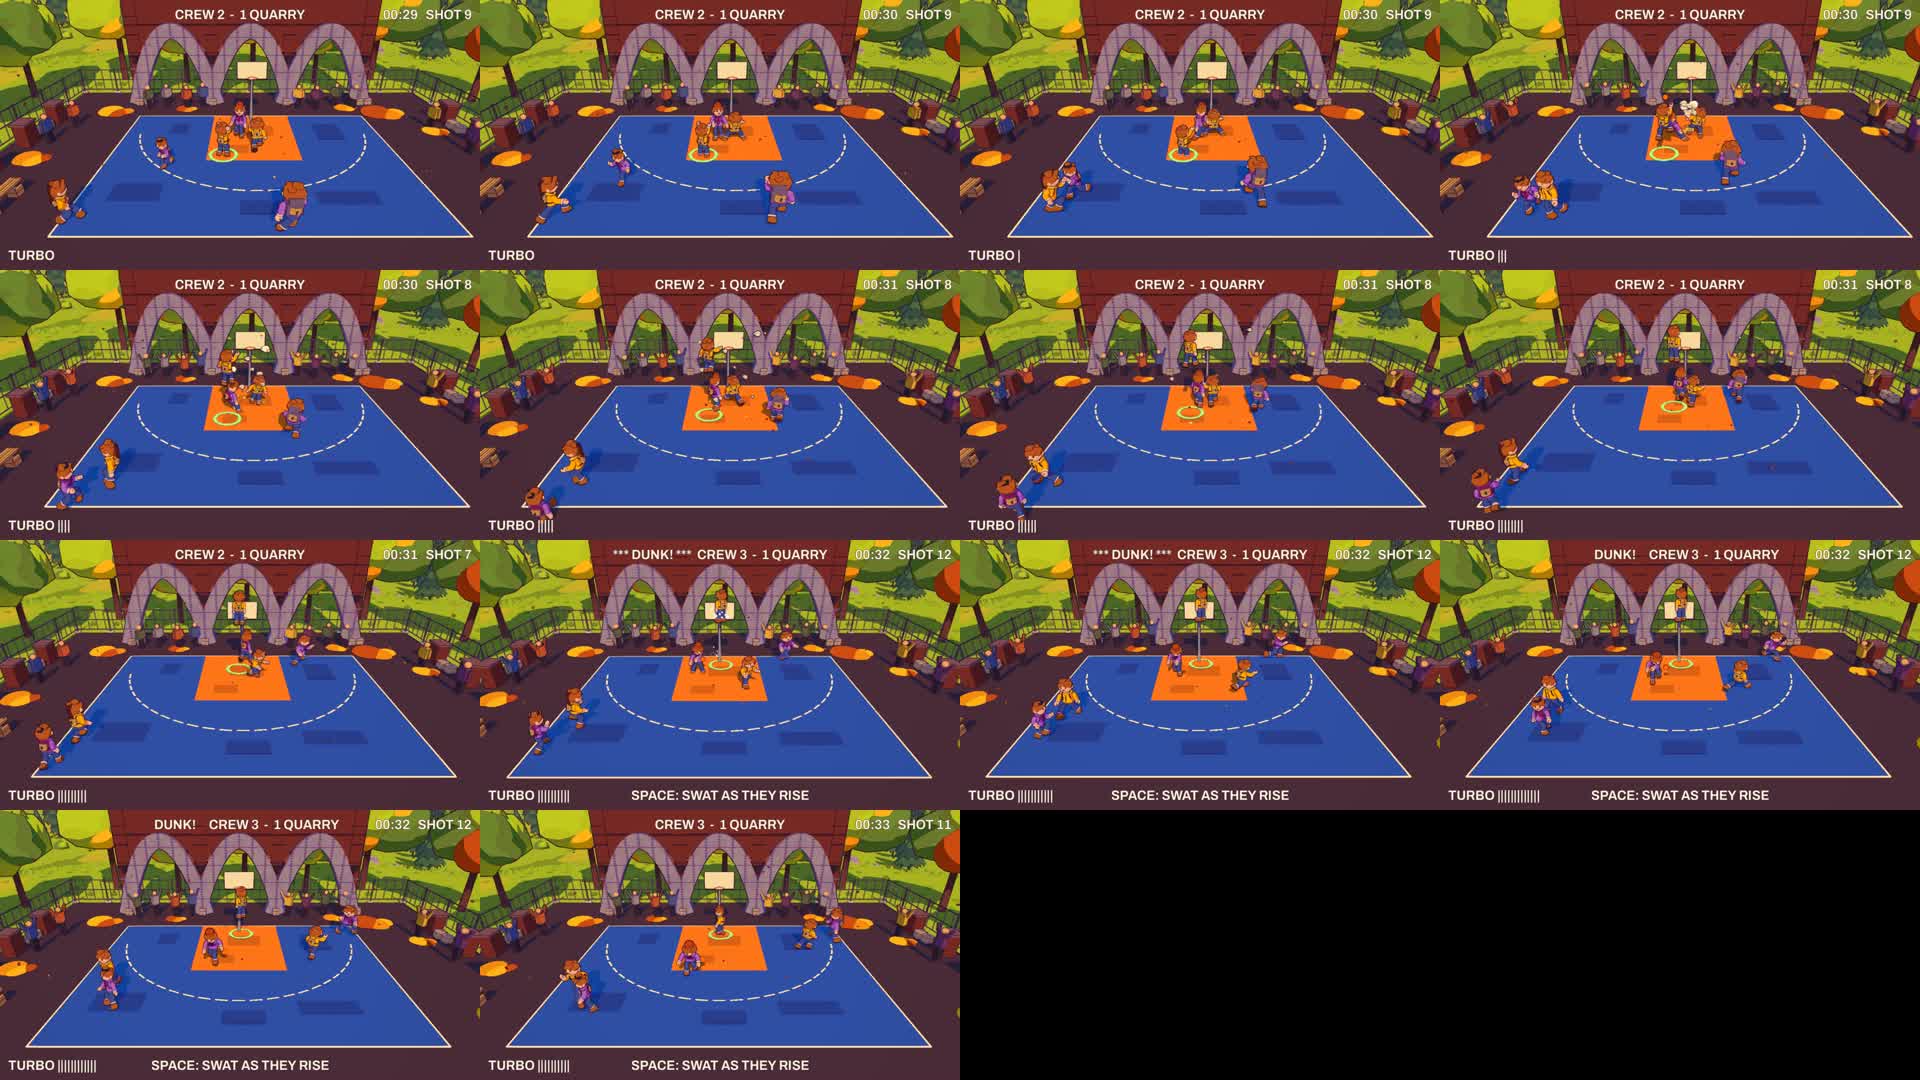 CREW 2 - 1 QUARRY 00:29 SHOT 9
TURBO
CREW 2 - 1 QUARRY 00:30 SHOT 9
TURBO
CREW 2 - 1 QUARRY 00:30 SHOT 9
TURBO |
CREW 2 - 1 QUARRY 00:30 SHOT 9
TURBO |||
CREW 2 - 1 QUARRY 00:30 SHOT 8
TURBO ||||
CREW 2 - 1 QUARRY 00:31 SHOT 8
TURBO |||||
CREW 2 - 1 QUARRY 00:31 SHOT 8
TURBO ||||||
CREW 2 - 1 QUARRY 00:31 SHOT 8
TURBO ||||||||
CREW 2 - 1 QUARRY 00:31 SHOT 7
TURBO |||||||||
*** DUNK! *** CREW 3 - 1 QUARRY 00:32 SHOT 12
TURBO |||||||||| SPACE: SWAT AS THEY RISE
*** DUNK! *** CREW 3 - 1 QUARRY 00:32 SHOT 12
TURBO ||||||||||| SPACE: SWAT AS THEY RISE
DUNK! CREW 3 - 1 QUARRY 00:32 SHOT 12
TURBO ||||||||||||| SPACE: SWAT AS THEY RISE
DUNK! CREW 3 - 1 QUARRY 00:32 SHOT 12
TURBO |||||||||||| SPACE: SWAT AS THEY RISE
CREW 3 - 1 QUARRY 00:33 SHOT 11
TURBO |||||||||| SPACE: SWAT AS THEY RISE